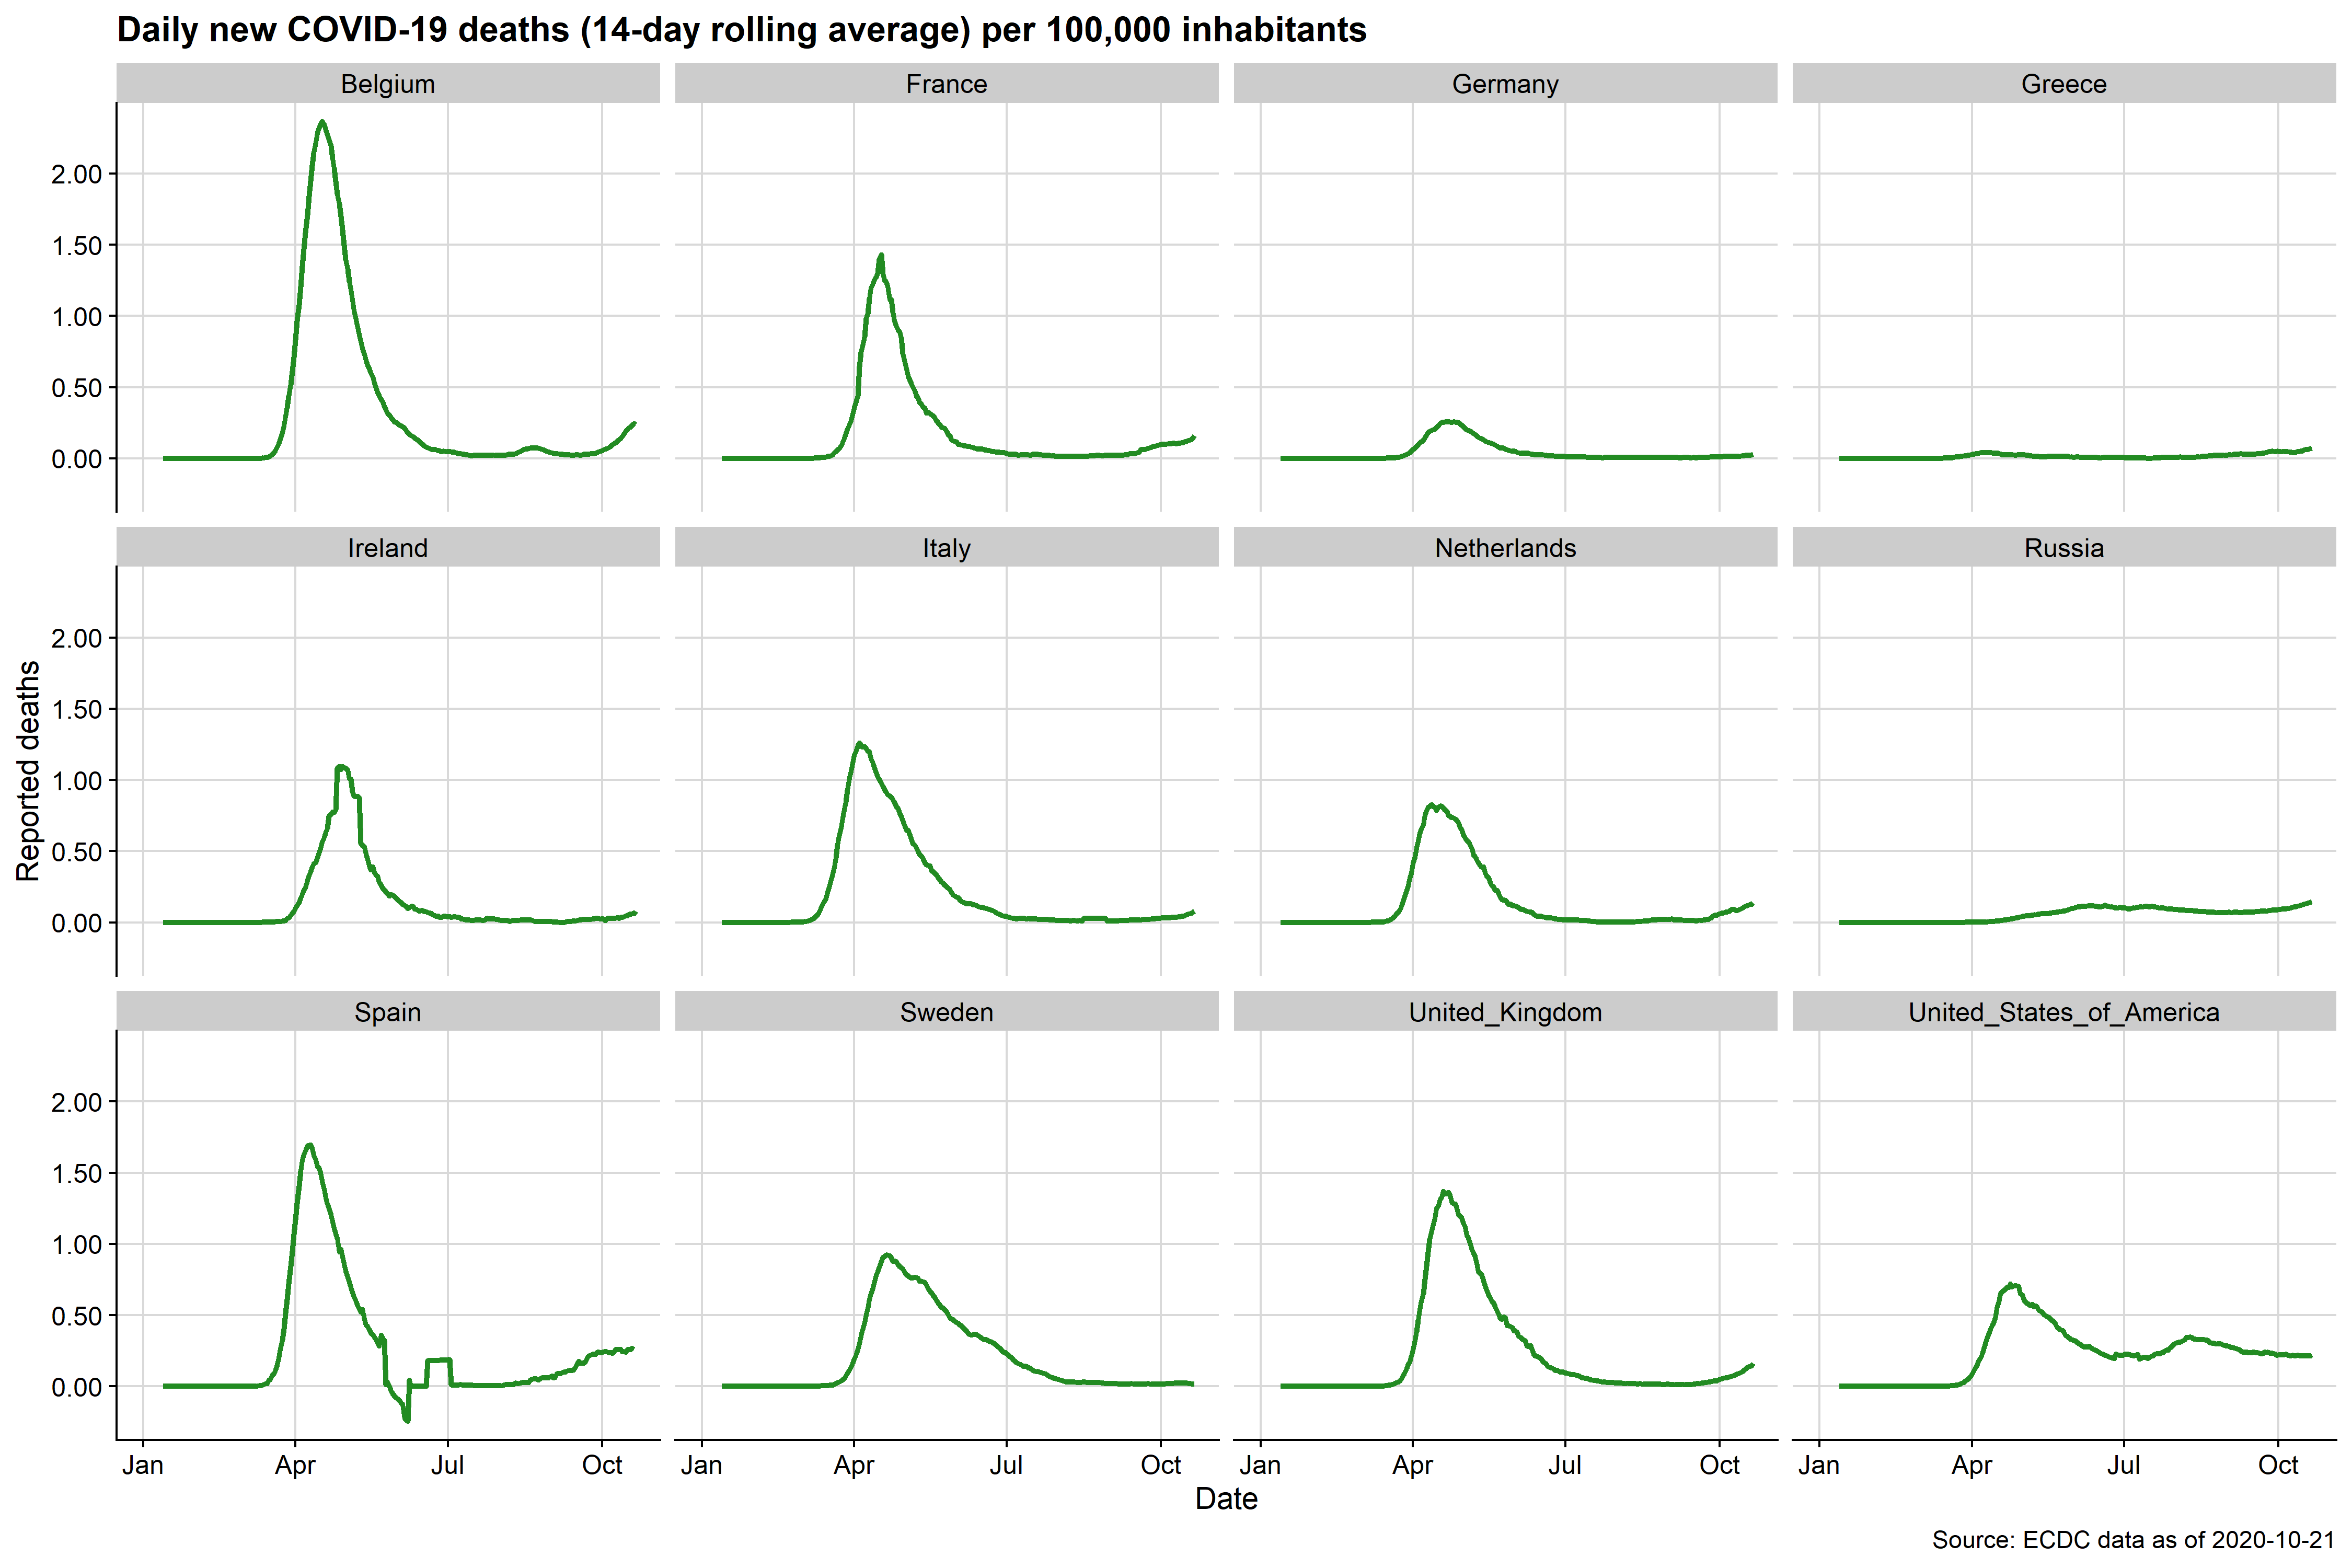 Daily new COVID-19 deaths (14-day rolling average) per 100,000 inhabitants
Belgium France Germany Greece
2.00
1.50
1.00
0.50
0.00
Ireland Italy Netherlands Russia
2.00
1.50
1.00
0.50
0.00
Reported deaths
Spain Sweden United_Kingdom United_States_of_America
2.00
1.50
1.00
0.50
0.00
Jan Apr Jul Oct Jan Apr Jul Oct Jan Apr Jul Oct Jan Apr Jul Oct
Date
Source: ECDC data as of 2020-10-21